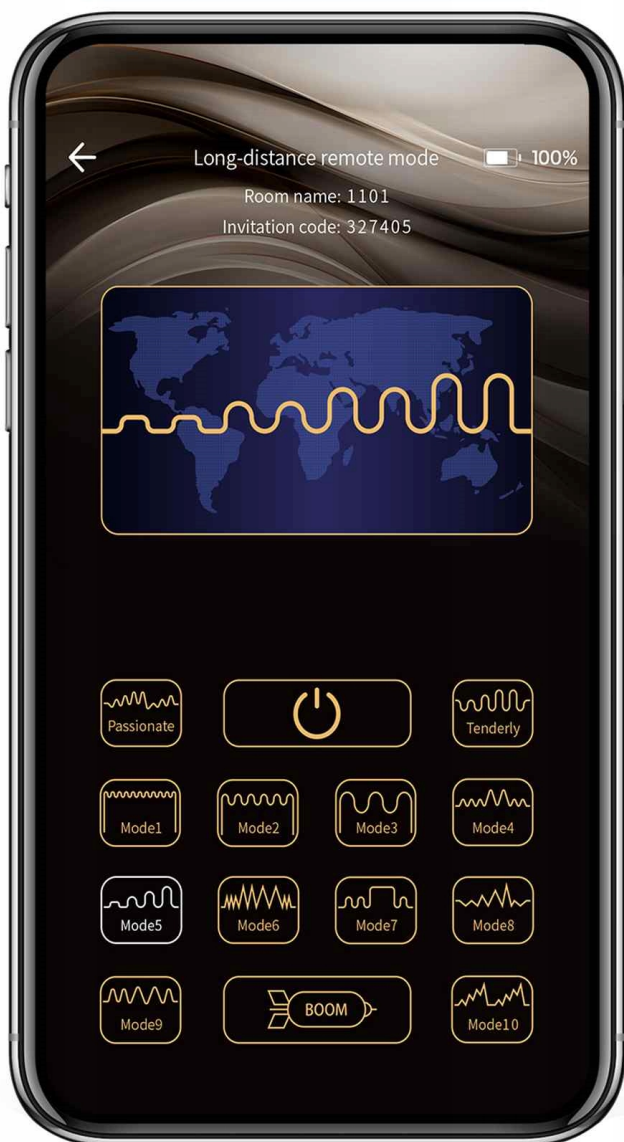 Long-distance remote mode
100%
Room name: 1101
Invitation code: 327405
Passionate
Tenderly
Mode1
Mode2
Mode3
Mode4
Mode5
Mode6
Mode7
Mode8
Mode9
BOOM
Mode10